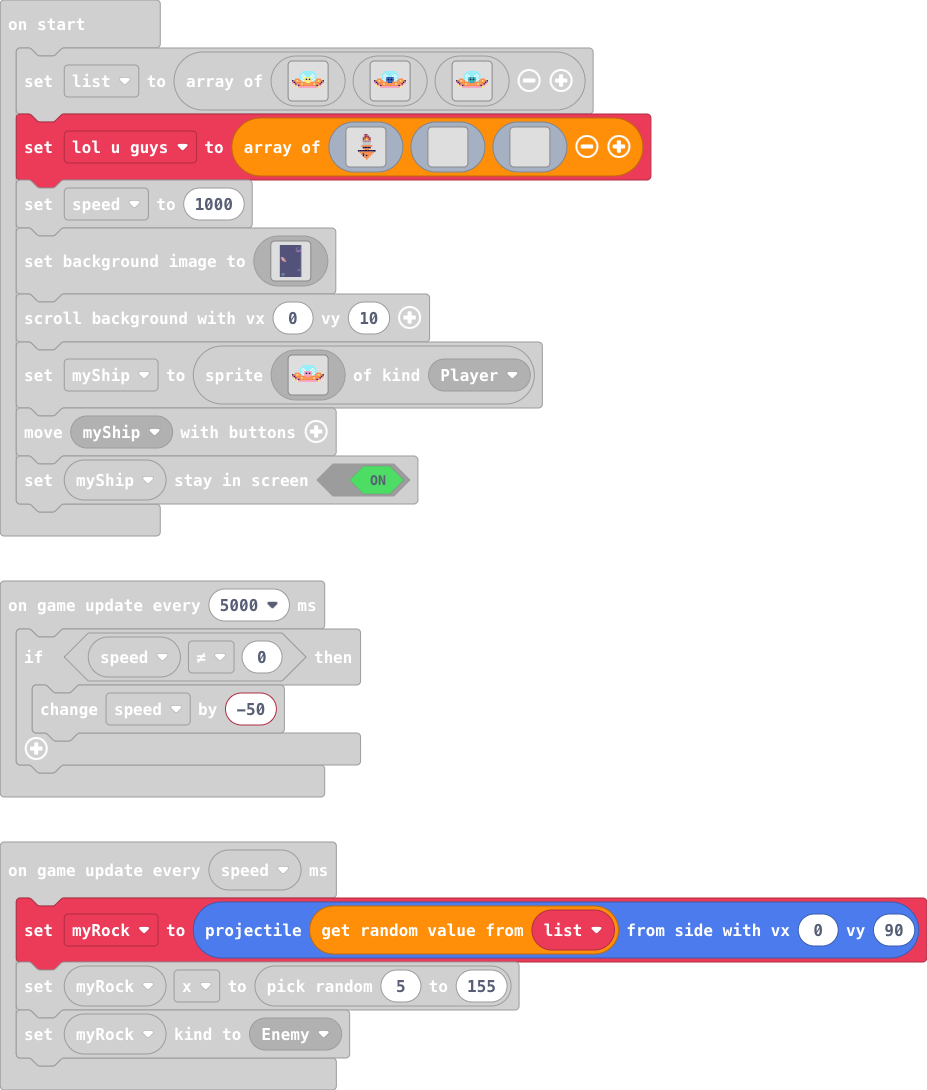 on start
set list to array of
set lol u guys to array of
set speed to 1000
set background image to
scroll background with vx 0 vy 10
set myShip to sprite of kind Player
move myShip with buttons
set myShip stay in screen ON
on game update every 5000 ms
if speed ≠ 0 then
change speed by -50
on game update every speed ms
set myRock to projectile get random value from list from side with vx 0 vy 90
set myRock x to pick random 5 to 155
set myRock kind to Enemy